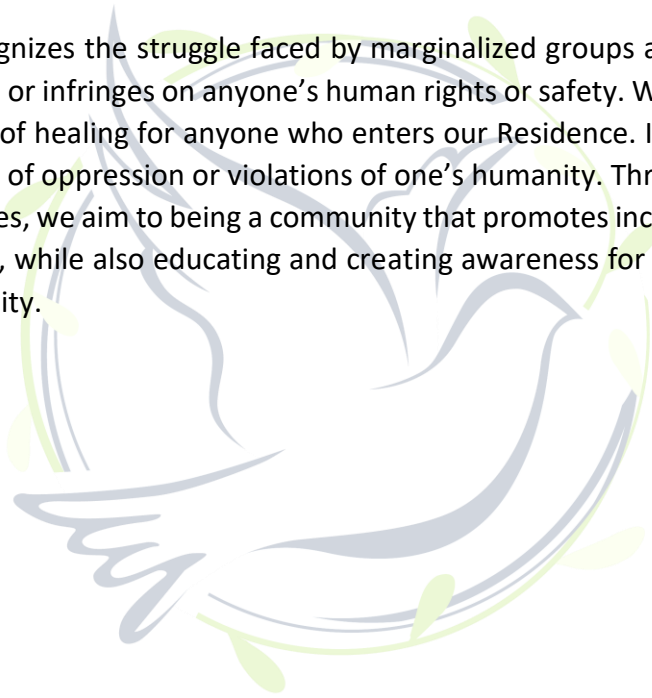 gnizes the struggle faced by marginalized groups a
or infringes on anyone's human rights or safety. W
of healing for anyone who enters our Residence. I
of oppression or violations of one's humanity. Thr
es, we aim to being a community that promotes inc
, while also educating and creating awareness for
ity.